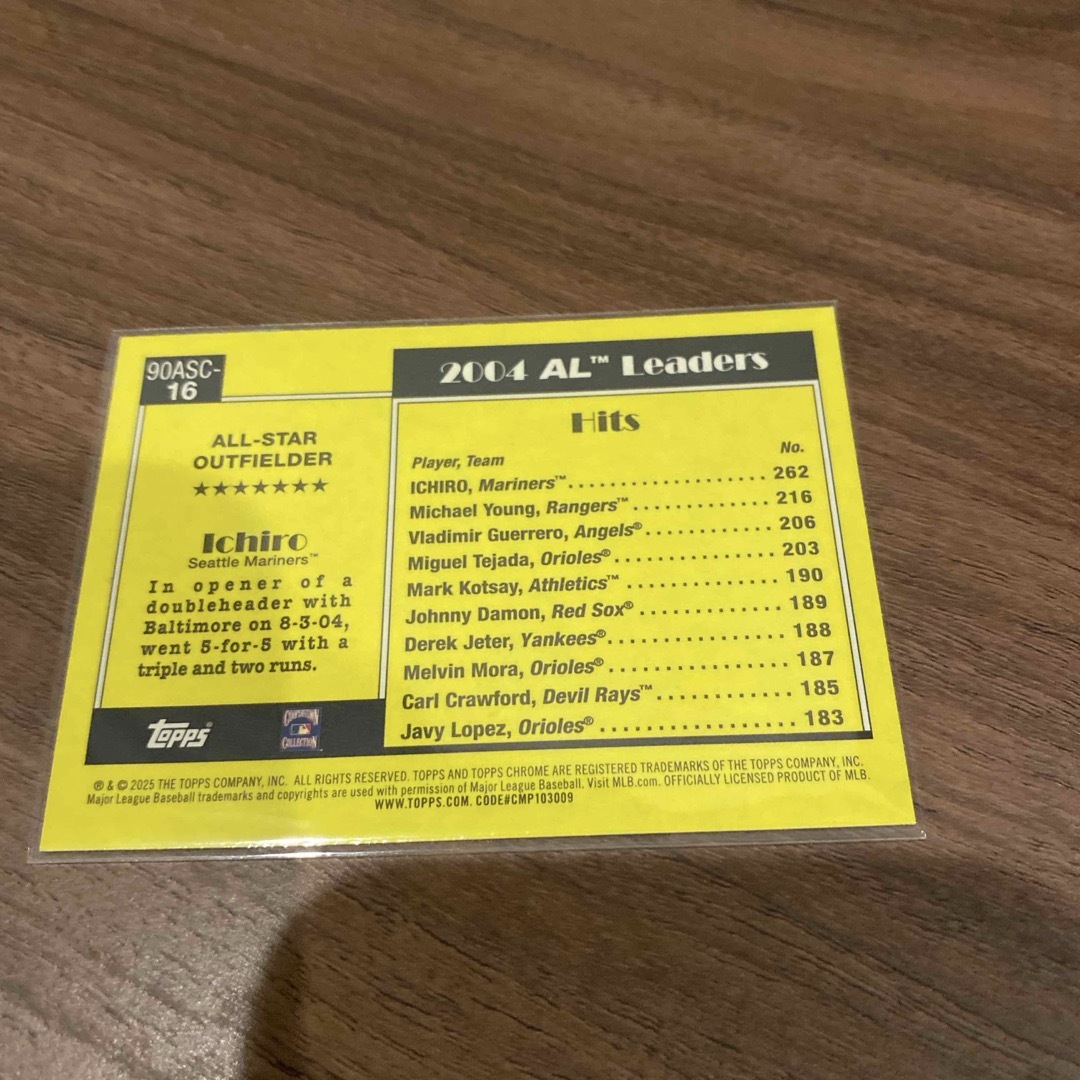 90ASC-
16
ALL-STAR
OUTFIELDER
★★★★★★★
Ichiro
Seattle Mariners™
In opener of a
doubleheader with
Baltimore on 8-3-04,
went 5-for-5 with a
triple and two runs.
topps®
COOPERSTOWN
COLLECTION™
2004 AL™ Leaders
Hits
Player, Team No.
ICHIRO, Mariners™ . . . . . . . . . . . . . . . . . . 262
Michael Young, Rangers™ . . . . . . . . . . . . . 216
Vladimir Guerrero, Angels® . . . . . . . . . . . . 206
Miguel Tejada, Orioles® . . . . . . . . . . . . . . . 203
Mark Kotsay, Athletics™ . . . . . . . . . . . . . . 190
Johnny Damon, Red Sox® . . . . . . . . . . . . . 189
Derek Jeter, Yankees® . . . . . . . . . . . . . . . . 188
Melvin Mora, Orioles® . . . . . . . . . . . . . . . . 187
Carl Crawford, Devil Rays™ . . . . . . . . . . . . 185
Javy Lopez, Orioles® . . . . . . . . . . . . . . . . . 183
® & © 2025 THE TOPPS COMPANY, INC. ALL RIGHTS RESERVED. TOPPS AND TOPPS CHROME ARE REGISTERED TRADEMARKS OF THE TOPPS COMPANY, INC.
Major League Baseball trademarks and copyrights are used with permission of Major League Baseball. Visit MLB.com. OFFICIALLY LICENSED PRODUCT OF MLB.
WWW.TOPPS.COM. CODE#CMP103009